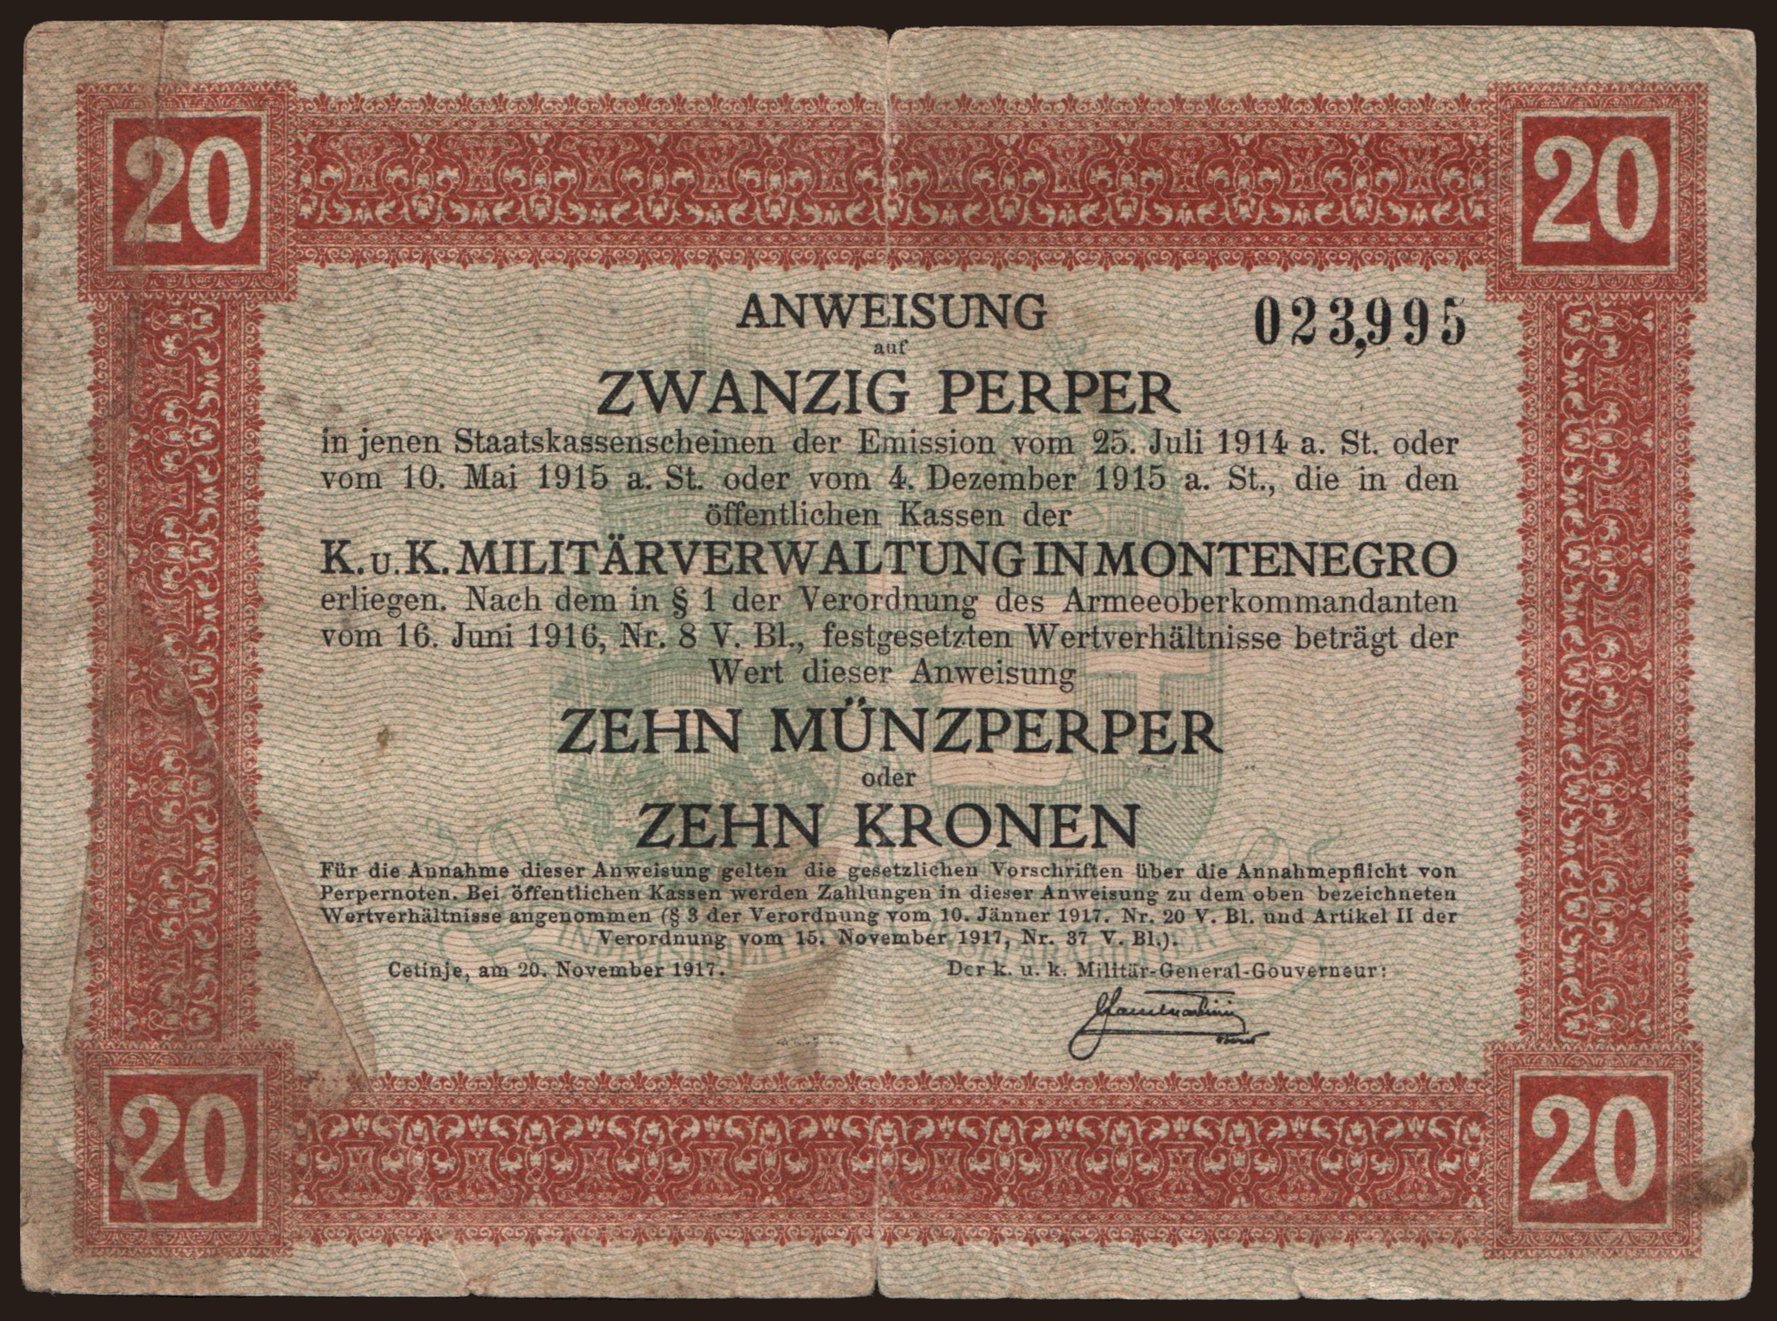 20 20
ANWEISUNG 023,995
auf
ZWANZIG PERPER
in jenen Staatskassenscheinen der Emission vom 25. Juli 1914 a. St. oder
vom 10. Mai 1915 a. St. oder vom 4. Dezember 1915 a. St., die in den
öffentlichen Kassen der
K.u.K. MILITÄRVERWALTUNG IN MONTENEGRO
erliegen. Nach dem in § 1 der Verordnung des Armeeoberkommandanten
vom 16. Juni 1916, Nr. 8 V. Bl., festgesetzten Wertverhältnisse beträgt der
Wert dieser Anweisung
ZEHN MÜNZPERPER
oder
ZEHN KRONEN
Für die Annahme dieser Anweisung gelten die gesetzlichen Vorschriften über die Annahmepflicht von
Perpernoten. Bei öffentlichen Kassen werden Zahlungen in dieser Anweisung zu dem oben bezeichneten
Wertverhältnisse angenommen (§ 3 der Verordnung vom 10. Jänner 1917. Nr. 20 V. Bl. und Artikel II der
Verordnung vom 15. November 1917, Nr. 37 V. Bl.).
Cetinje, am 20. November 1917. Der k. u. k. Militär-General-Gouverneur:
20 20